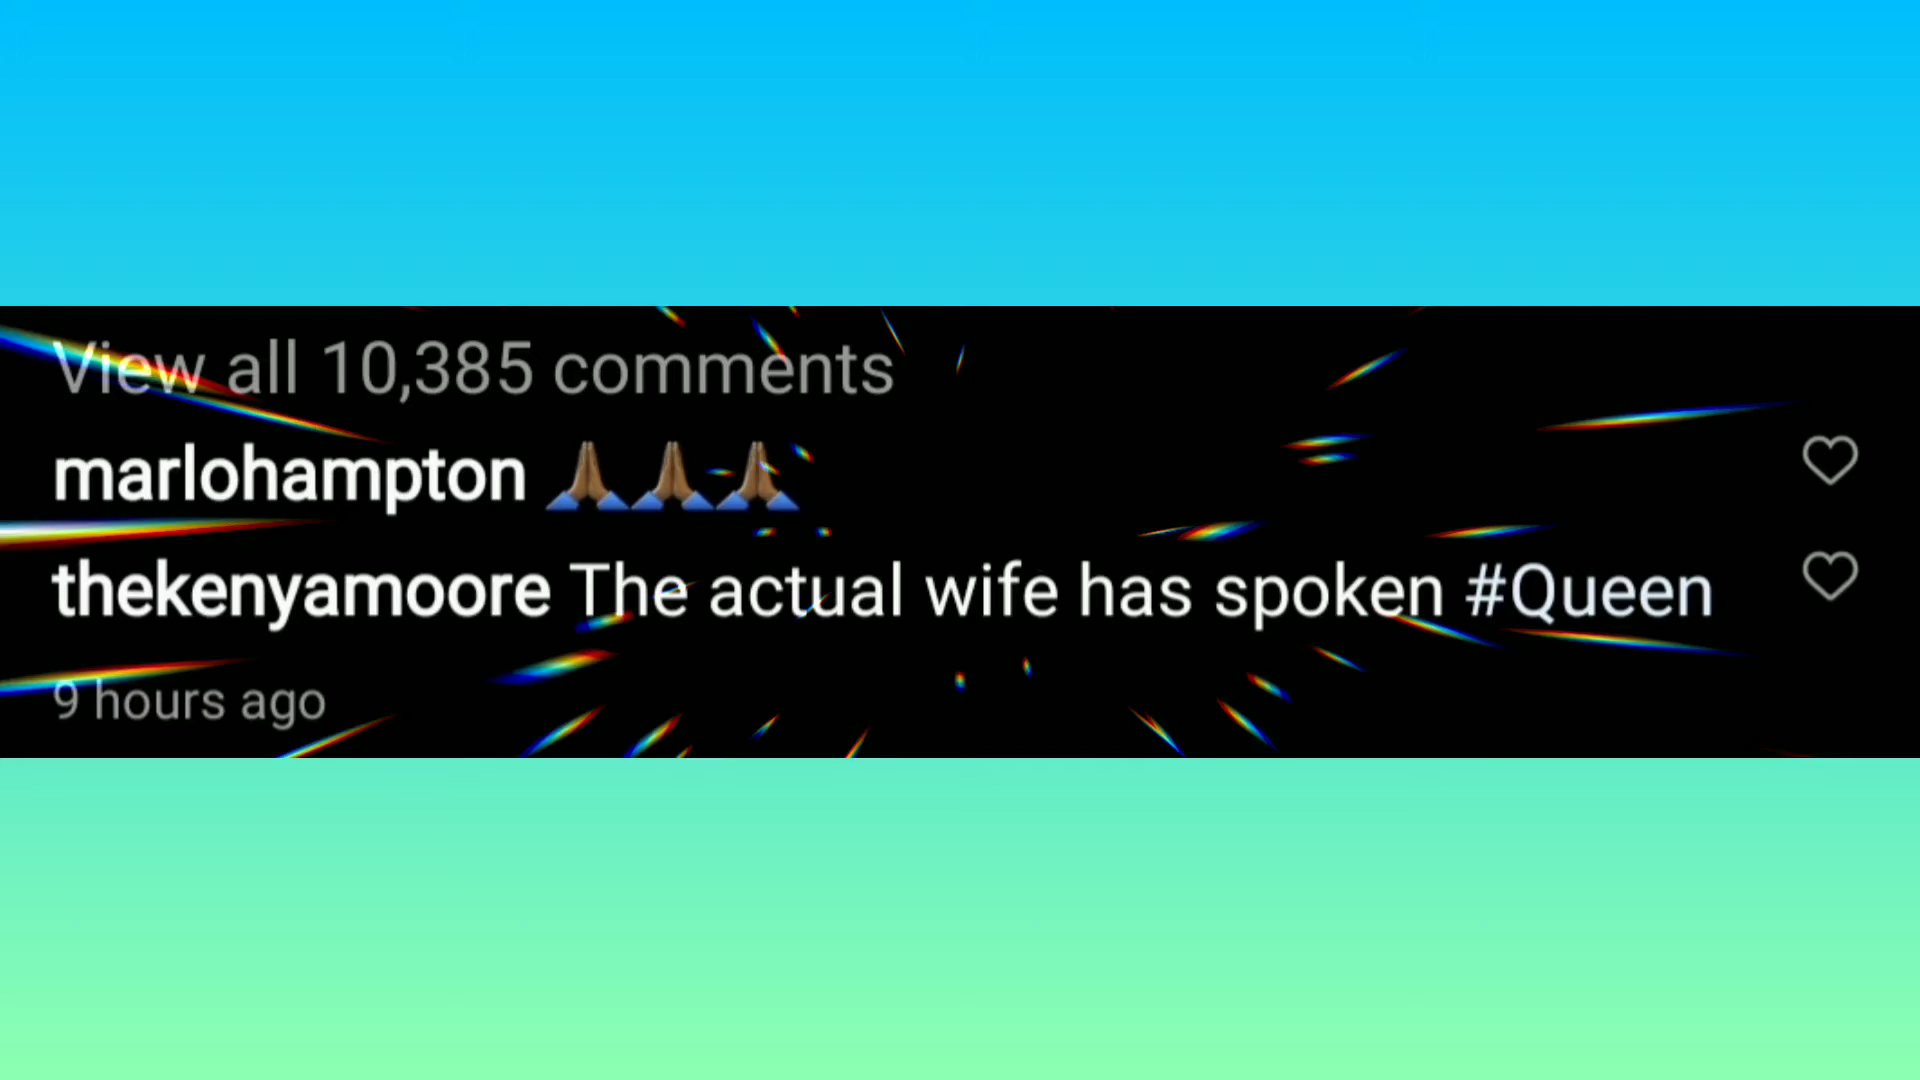 View all 10,385 comments
marlohampton 🙏🏽🙏🏽🙏🏽
thekenyamoore The actual wife has spoken #Queen
9 hours ago